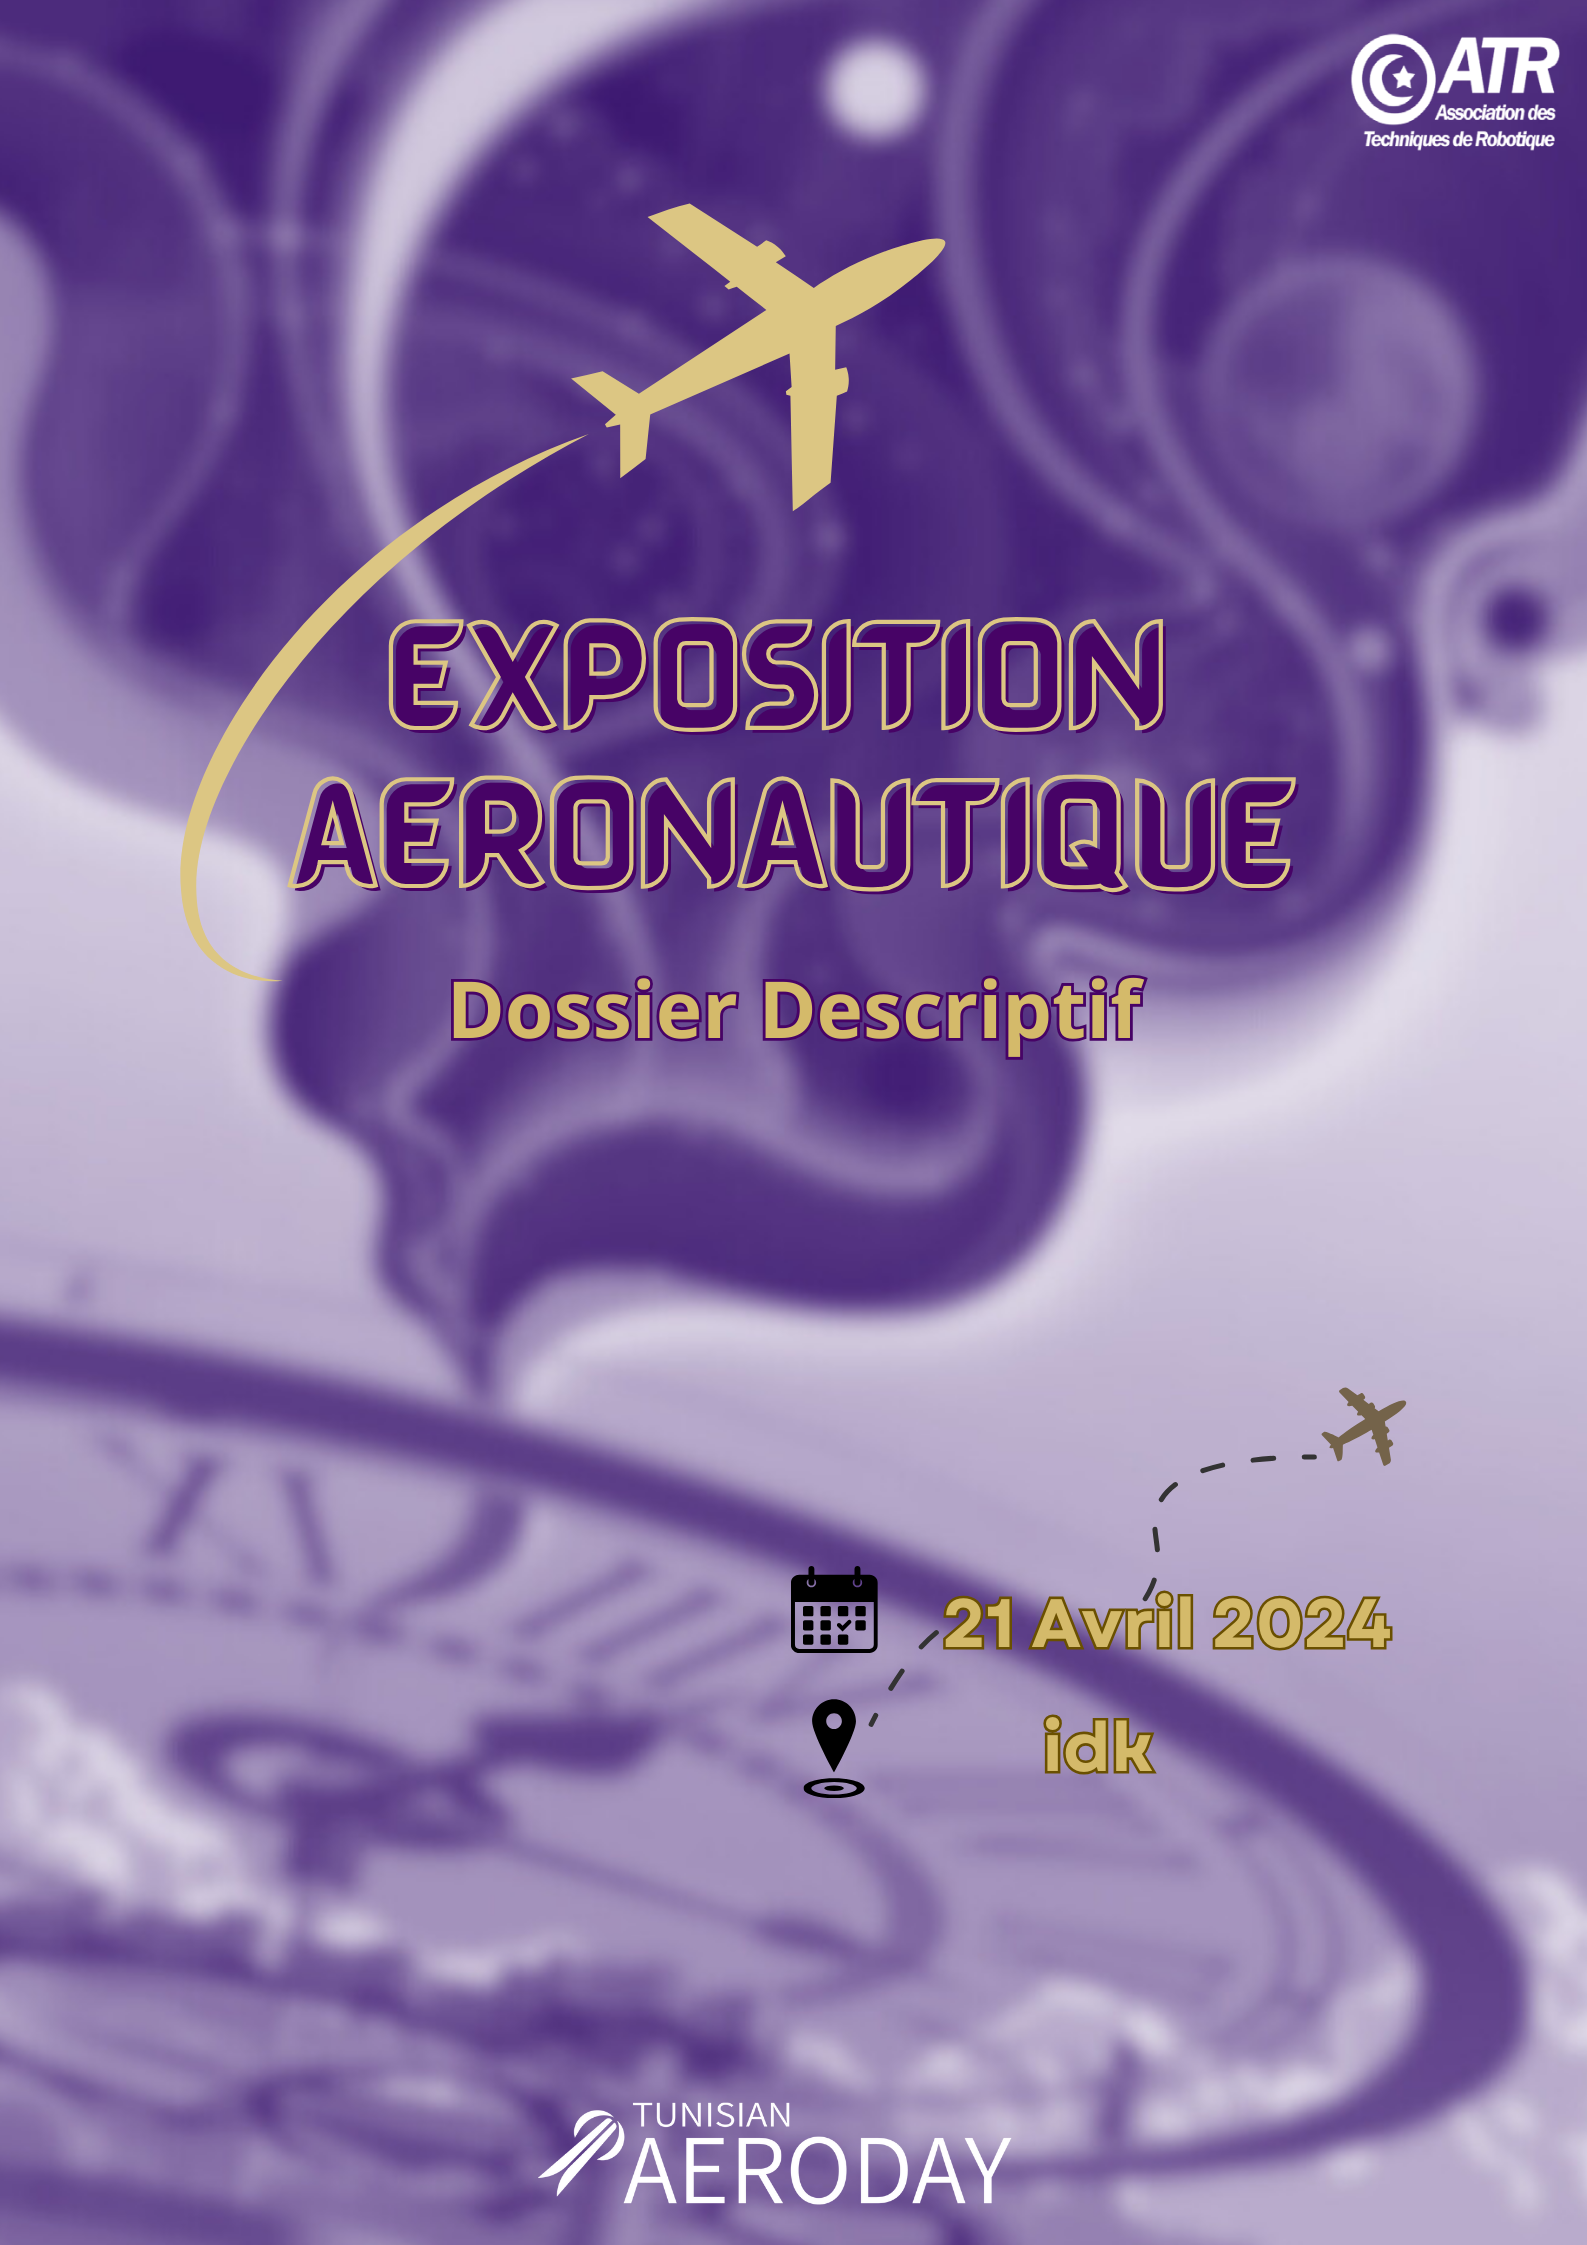 ATR
Association des
Techniques de Robotique
EXPOSITION
AERONAUTIQUE
Dossier Descriptif
21 Avril 2024
idk
TUNISIAN
AERODAY